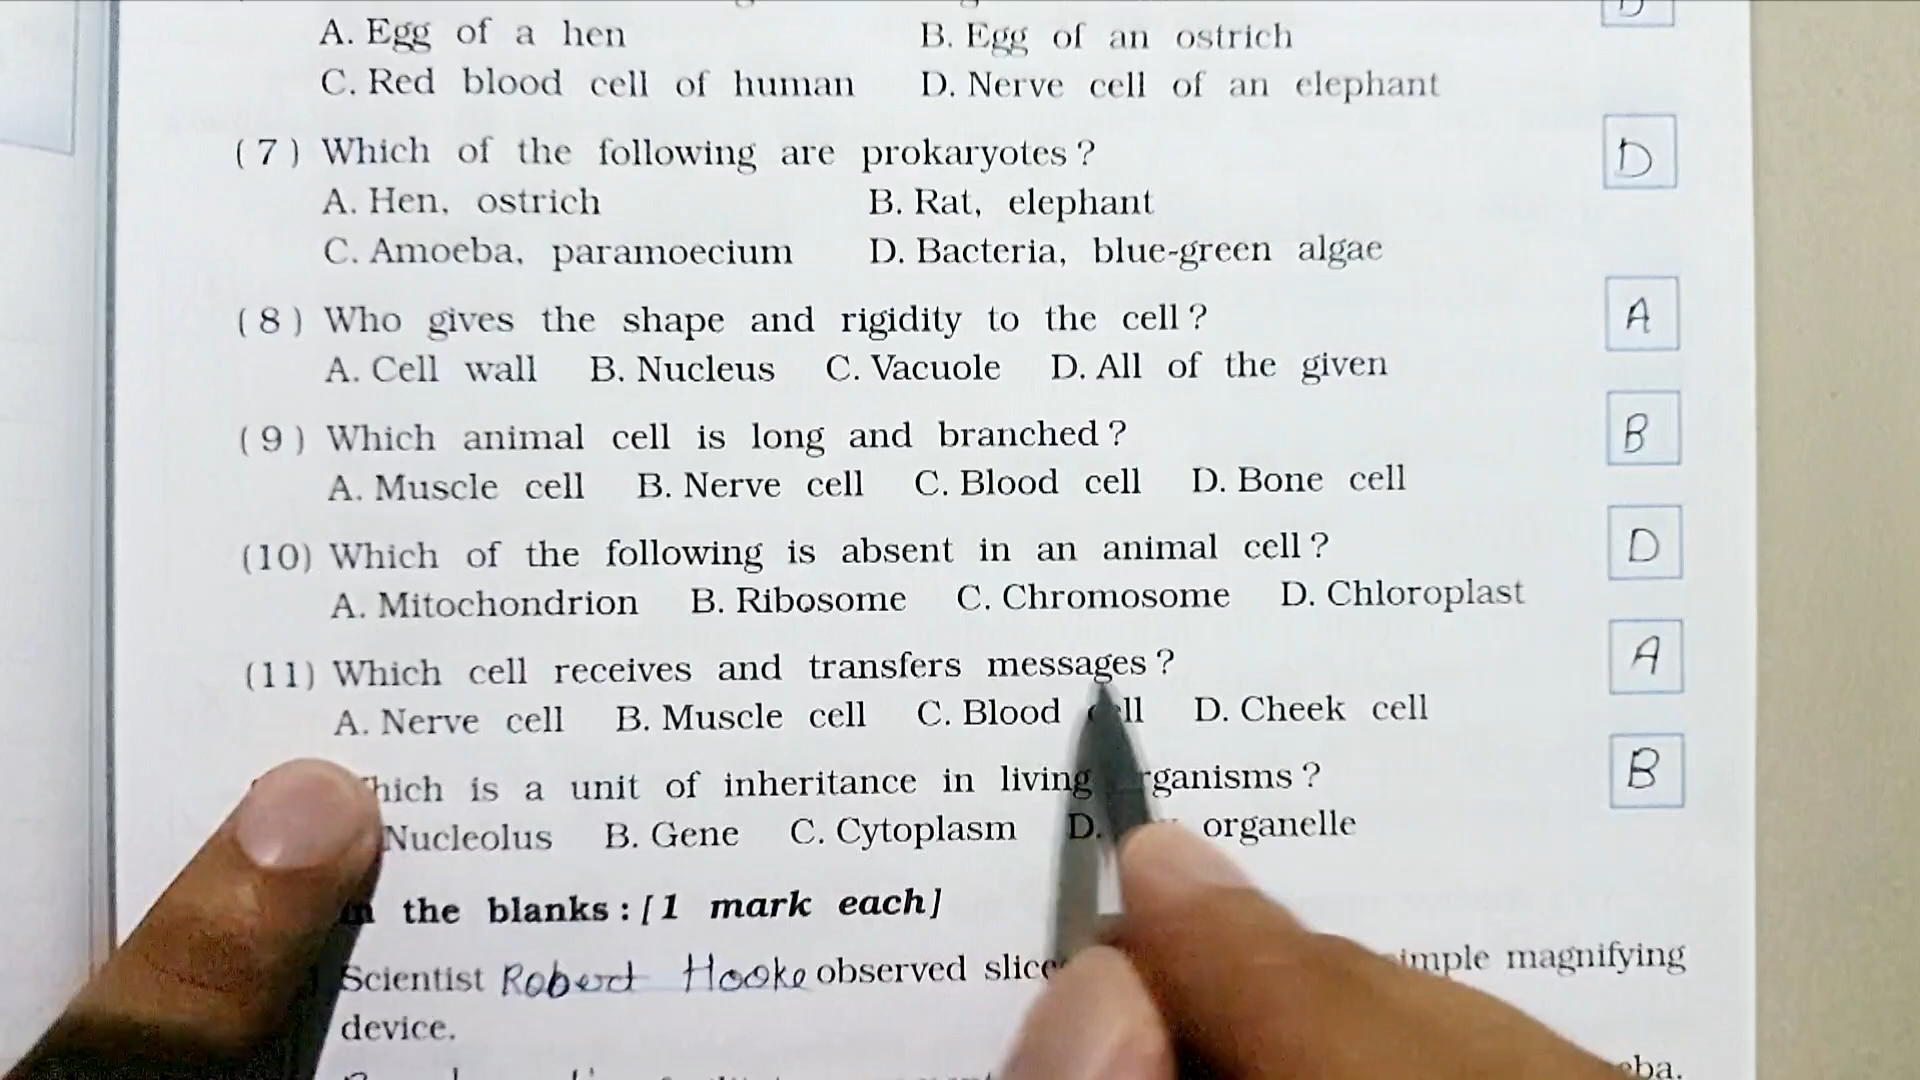 A. Egg of a hen B. Egg of an ostrich
C. Red blood cell of human D. Nerve cell of an elephant
(7) Which of the following are prokaryotes? D
A. Hen, ostrich B. Rat, elephant
C. Amoeba, paramoecium D. Bacteria, blue-green algae
(8) Who gives the shape and rigidity to the cell? A
A. Cell wall B. Nucleus C. Vacuole D. All of the given
(9) Which animal cell is long and branched? B
A. Muscle cell B. Nerve cell C. Blood cell D. Bone cell
(10) Which of the following is absent in an animal cell? D
A. Mitochondrion B. Ribosome C. Chromosome D. Chloroplast
(11) Which cell receives and transfers messages? A
A. Nerve cell B. Muscle cell C. Blood D. Cheek cell
is a unit of inheritance in living B
Nucleolus B. Gene C. Cytoplasm D. organelle
the blanks : [1 mark each]
Scientist Robert Hooke observed magnifying
device.